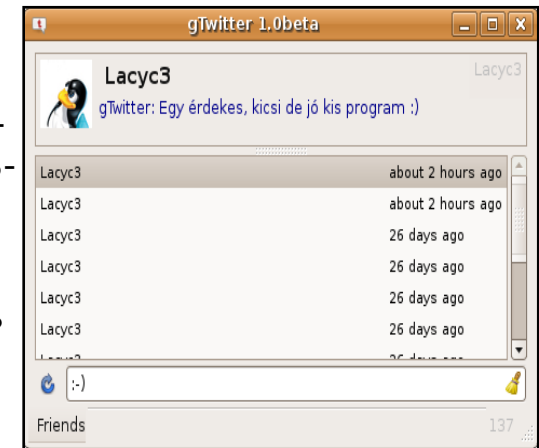 gTwitter 1.0beta
Lacyc3
Lacyc3
gTwitter: Egy érdekes, kicsi de jó kis program :)
Lacyc3 about 2 hours ago
Lacyc3 about 2 hours ago
Lacyc3 26 days ago
Lacyc3 26 days ago
Lacyc3 26 days ago
Lacyc3 26 days ago
:-)
Friends 137